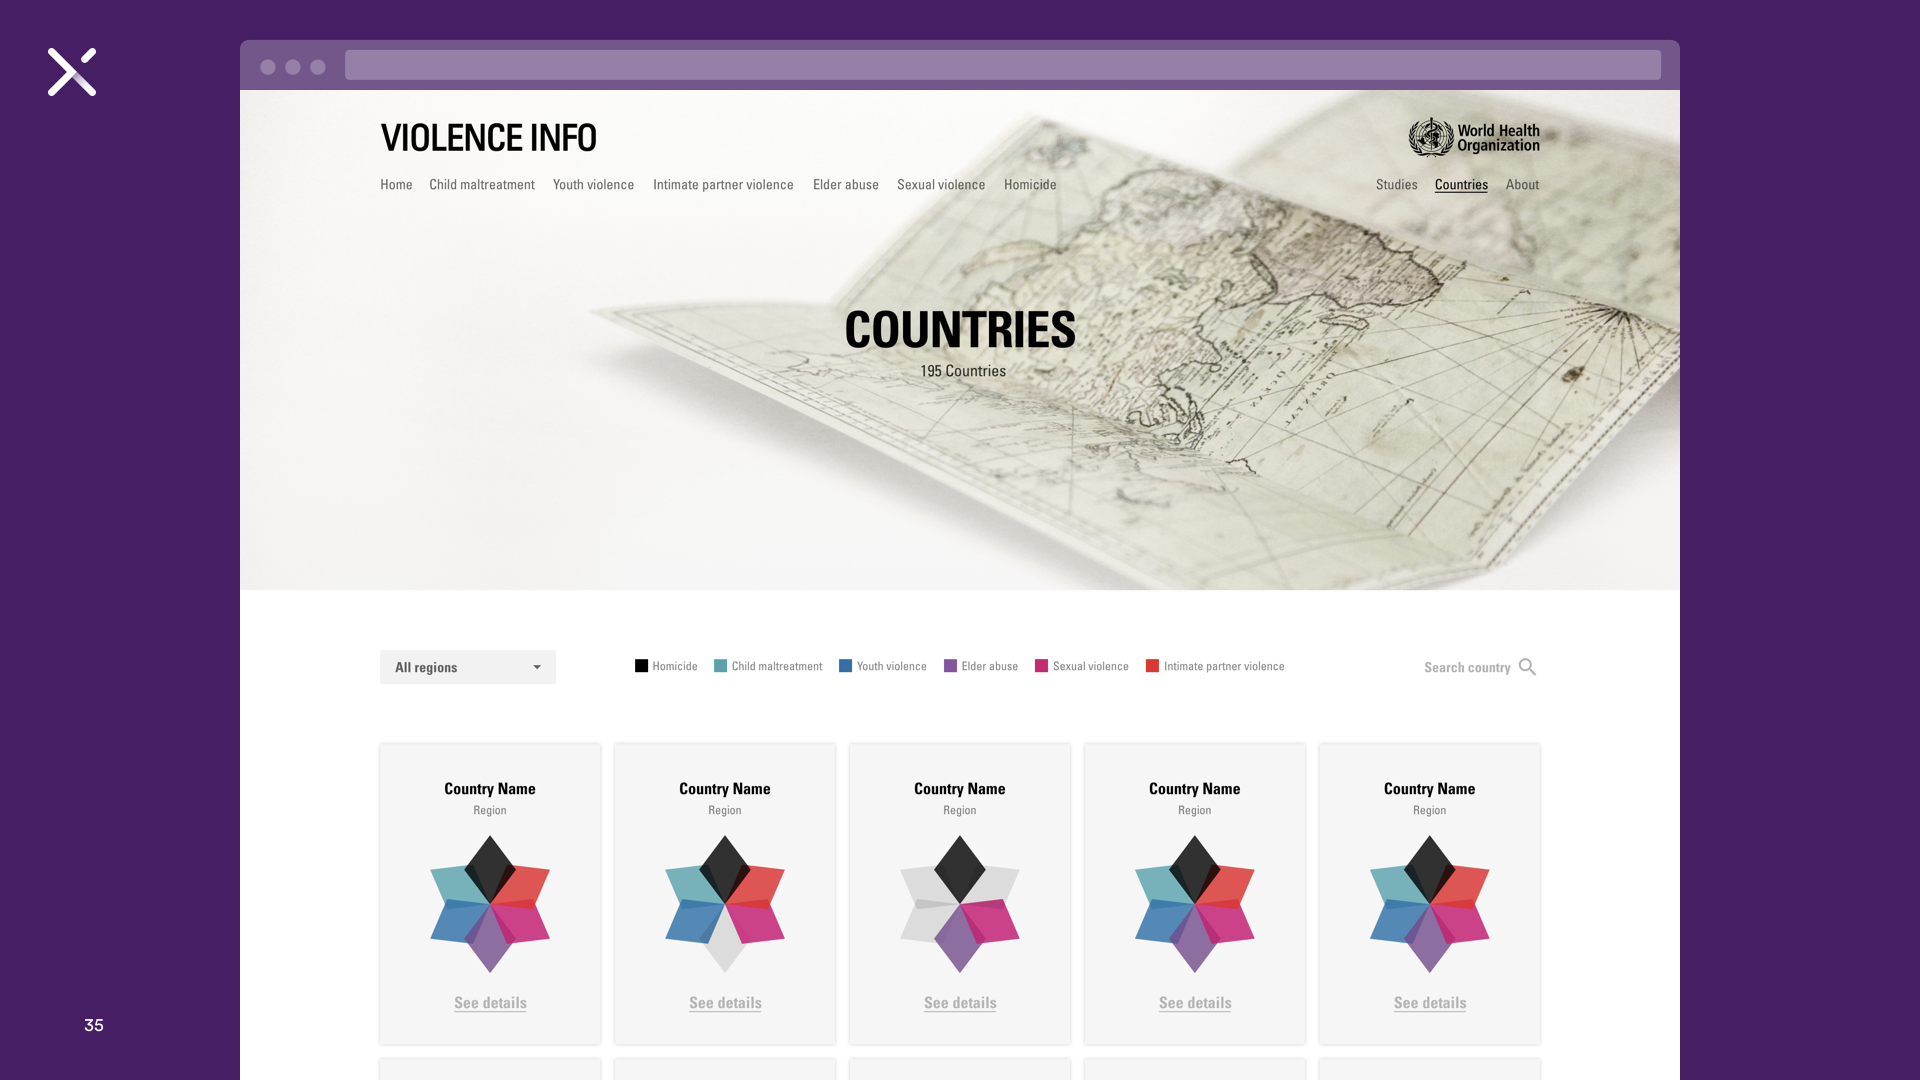 VIOLENCE INFO
World Health
Organization
Home Child maltreatment Youth violence Intimate partner violence Elder abuse Sexual violence Homicide
Studies Countries About
COUNTRIES
195 Countries
All regions
Homicide Child maltreatment Youth violence Elder abuse Sexual violence Intimate partner violence
Search country
Country Name Country Name Country Name Country Name Country Name
Region Region Region Region Region
See details See details See details See details See details
35